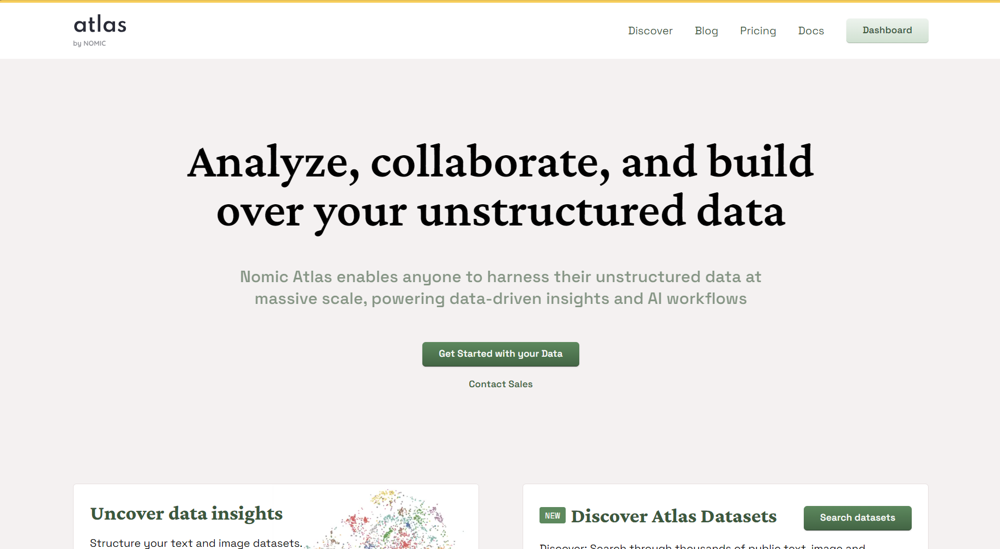 atlas
by NOMIC
Discover
Blog
Pricing
Docs
Dashboard
Analyze, collaborate, and build
over your unstructured data
Nomic Atlas enables anyone to harness their unstructured data at
massive scale, powering data-driven insights and AI workflows
Get Started with your Data
Contact Sales
Uncover data insights
Structure your text and image datasets.
NEW
Discover Atlas Datasets
Search datasets
Discover: Search through thousands of public text, image and